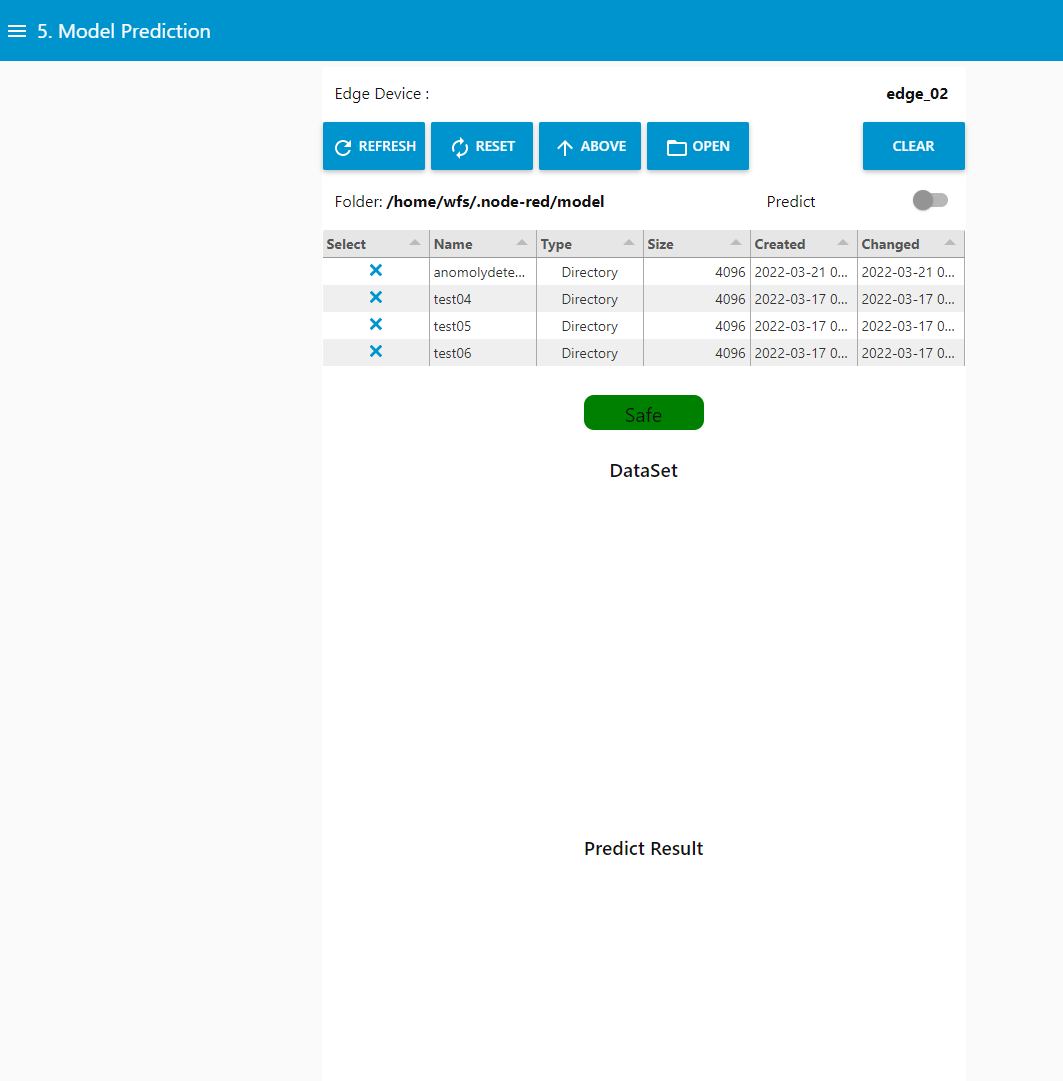 5. Model Prediction
Edge Device : edge_02
REFRESH RESET ABOVE OPEN CLEAR
Folder: /home/wfs/.node-red/model Predict
Select Name Type Size Created Changed
anomolydete... Directory 4096 2022-03-21 0... 2022-03-21 0...
test04 Directory 4096 2022-03-17 0... 2022-03-17 0...
test05 Directory 4096 2022-03-17 0... 2022-03-17 0...
test06 Directory 4096 2022-03-17 0... 2022-03-17 0...
Safe
DataSet
Predict Result